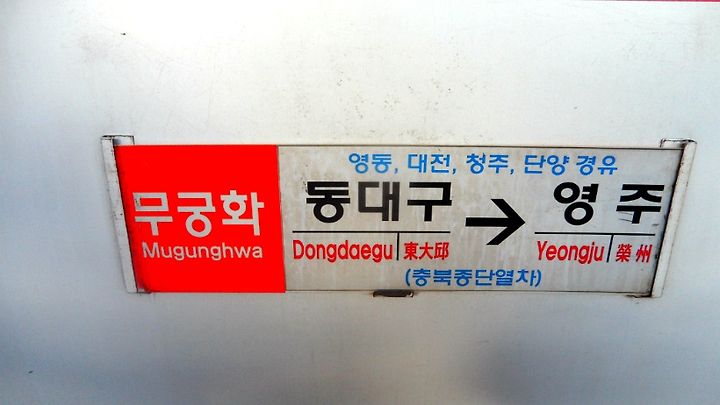 무궁화
Mugunghwa
영동, 대전, 청주, 단양 경유
동대구 → 영주
Dongdaegu 東大邱 Yeongju 榮州
(충북종단열차)